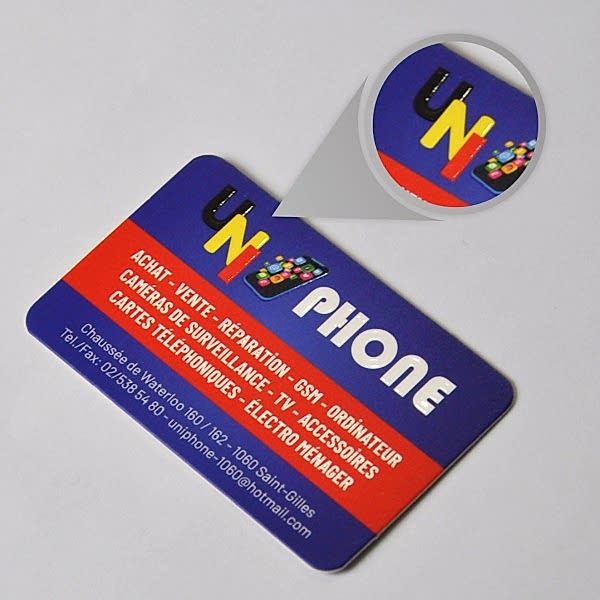 UNI
PHONE
ACHAT - VENTE - RÉPARATION - GSM - ORDINATEUR
CAMÉRAS DE SURVEILLANCE - TV - ACCESSOIRES
CARTES TÉLÉPHONIQUES - ÉLECTRO MÉNAGER
Chaussée de Waterloo 160 / 162 - 1060 Saint-Gilles
Tel./Fax: 02/538 54 80 - uniphone-1060@hotmail.com
UNI